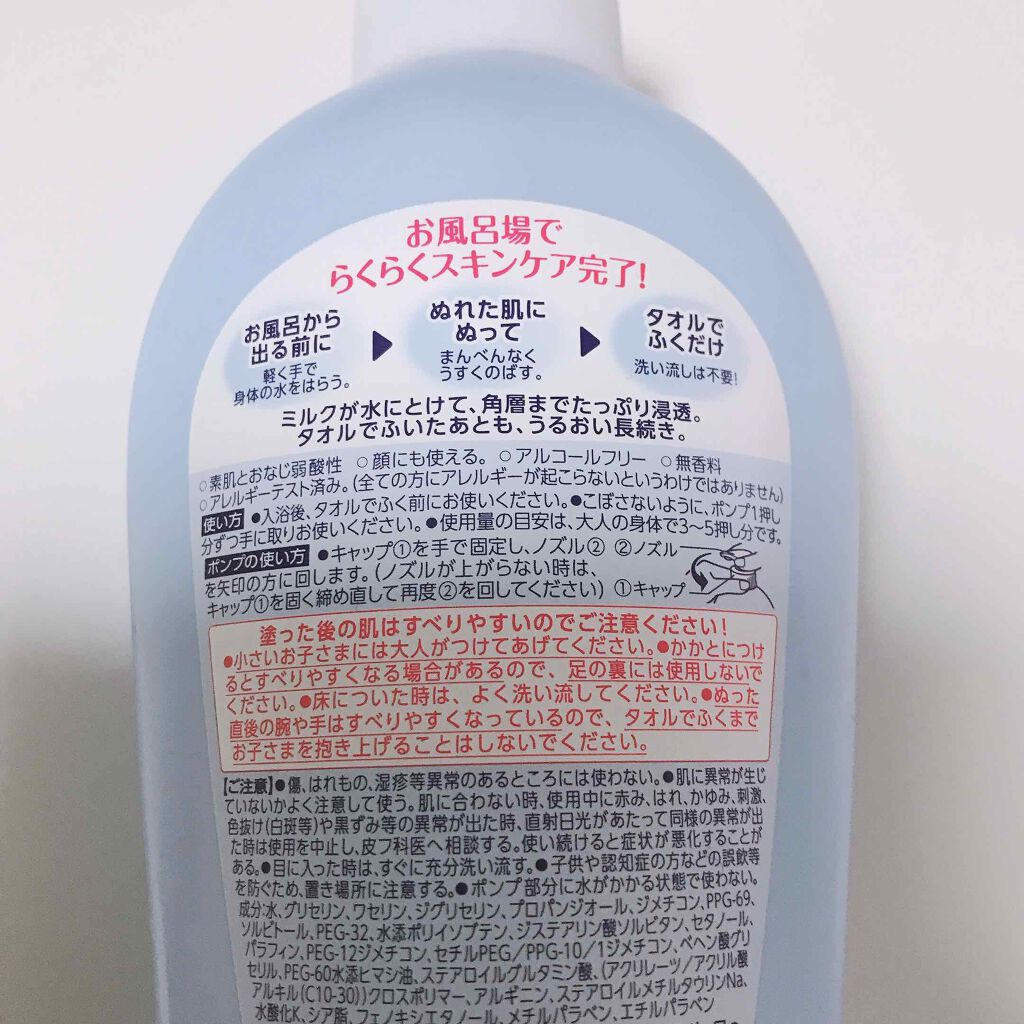 お風呂場で
らくらくスキンケア完了!
お風呂から
出る前に
軽く手で
身体の水をはらう。
ぬれた肌に
ぬって
まんべんなく
うすくのばす。
タオルで
ふくだけ
洗い流しは不要!
ミルクが水にとけて、角層までたっぷり浸透。
タオルでふいたあとも、うるおい長続き。
○素肌とおなじ弱酸性 ○顔にも使える。 ○アルコールフリー ○無香料
○アレルギーテスト済み。(全ての方にアレルギーが起こらないというわけではありません)
使い方 ●入浴後、タオルでふく前にお使いください。●こぼさないように、ポンプ1押し
分ずつ手に取りお使いください。●使用量の目安は、大人の身体で3〜5押し分です。
ポンプの使い方 ●キャップ①を手で固定し、ノズル②
を矢印の方に回します。(ノズルが上がらない時は、
キャップ①を固く締め直して再度②を回してください)
②ノズル
①キャップ
塗った後の肌はすべりやすいのでご注意ください!
●小さいお子さまには大人がつけてあげてください。●かかとにつけ
るとすべりやすくなる場合があるので、足の裏には使用しないで
ください。●床についた時は、よく洗い流してください。●ぬった
直後の腕や手はすべりやすくなっているので、タオルでふくまで
お子さまを抱き上げることはしないでください。
【ご注意】●傷、はれもの、湿疹等異常のあるところには使わない。●肌に異常が生じ
ていないかよく注意して使う。肌に合わない時、使用中に赤み、はれ、かゆみ、刺激、
色抜け(白斑等)や黒ずみ等の異常が出た時、直射日光があたって同様の異常が出
た時は使用を中止し、皮フ科医へ相談する。使い続けると症状が悪化することが
ある。●目に入った時は、すぐに充分洗い流す。●子供や認知症の方などの誤飲等
を防ぐため、置き場所に注意する。●ポンプ部分に水がかかる状態で使わない。
成分:水、グリセリン、ワセリン、ジグリセリン、プロパンジオール、ジメチコン、PPG-69、
ソルビトール、PEG-32、水添ポリイソブテン、ジステアリン酸ソルビタン、セタノール、
パラフィン、PEG-12ジメチコン、セチルPEG/PPG-10/1ジメチコン、ベヘン酸グリ
セリル、PEG-60水添ヒマシ油、ステアロイルグルタミン酸、(アクリレーツ/アクリル酸
アルキル(C10-30))クロスポリマー、アルギニン、ステアロイルメチルタウリンNa、
水酸化K、シア脂、フェノキシエタノール、メチルパラベン、エチルパラベン